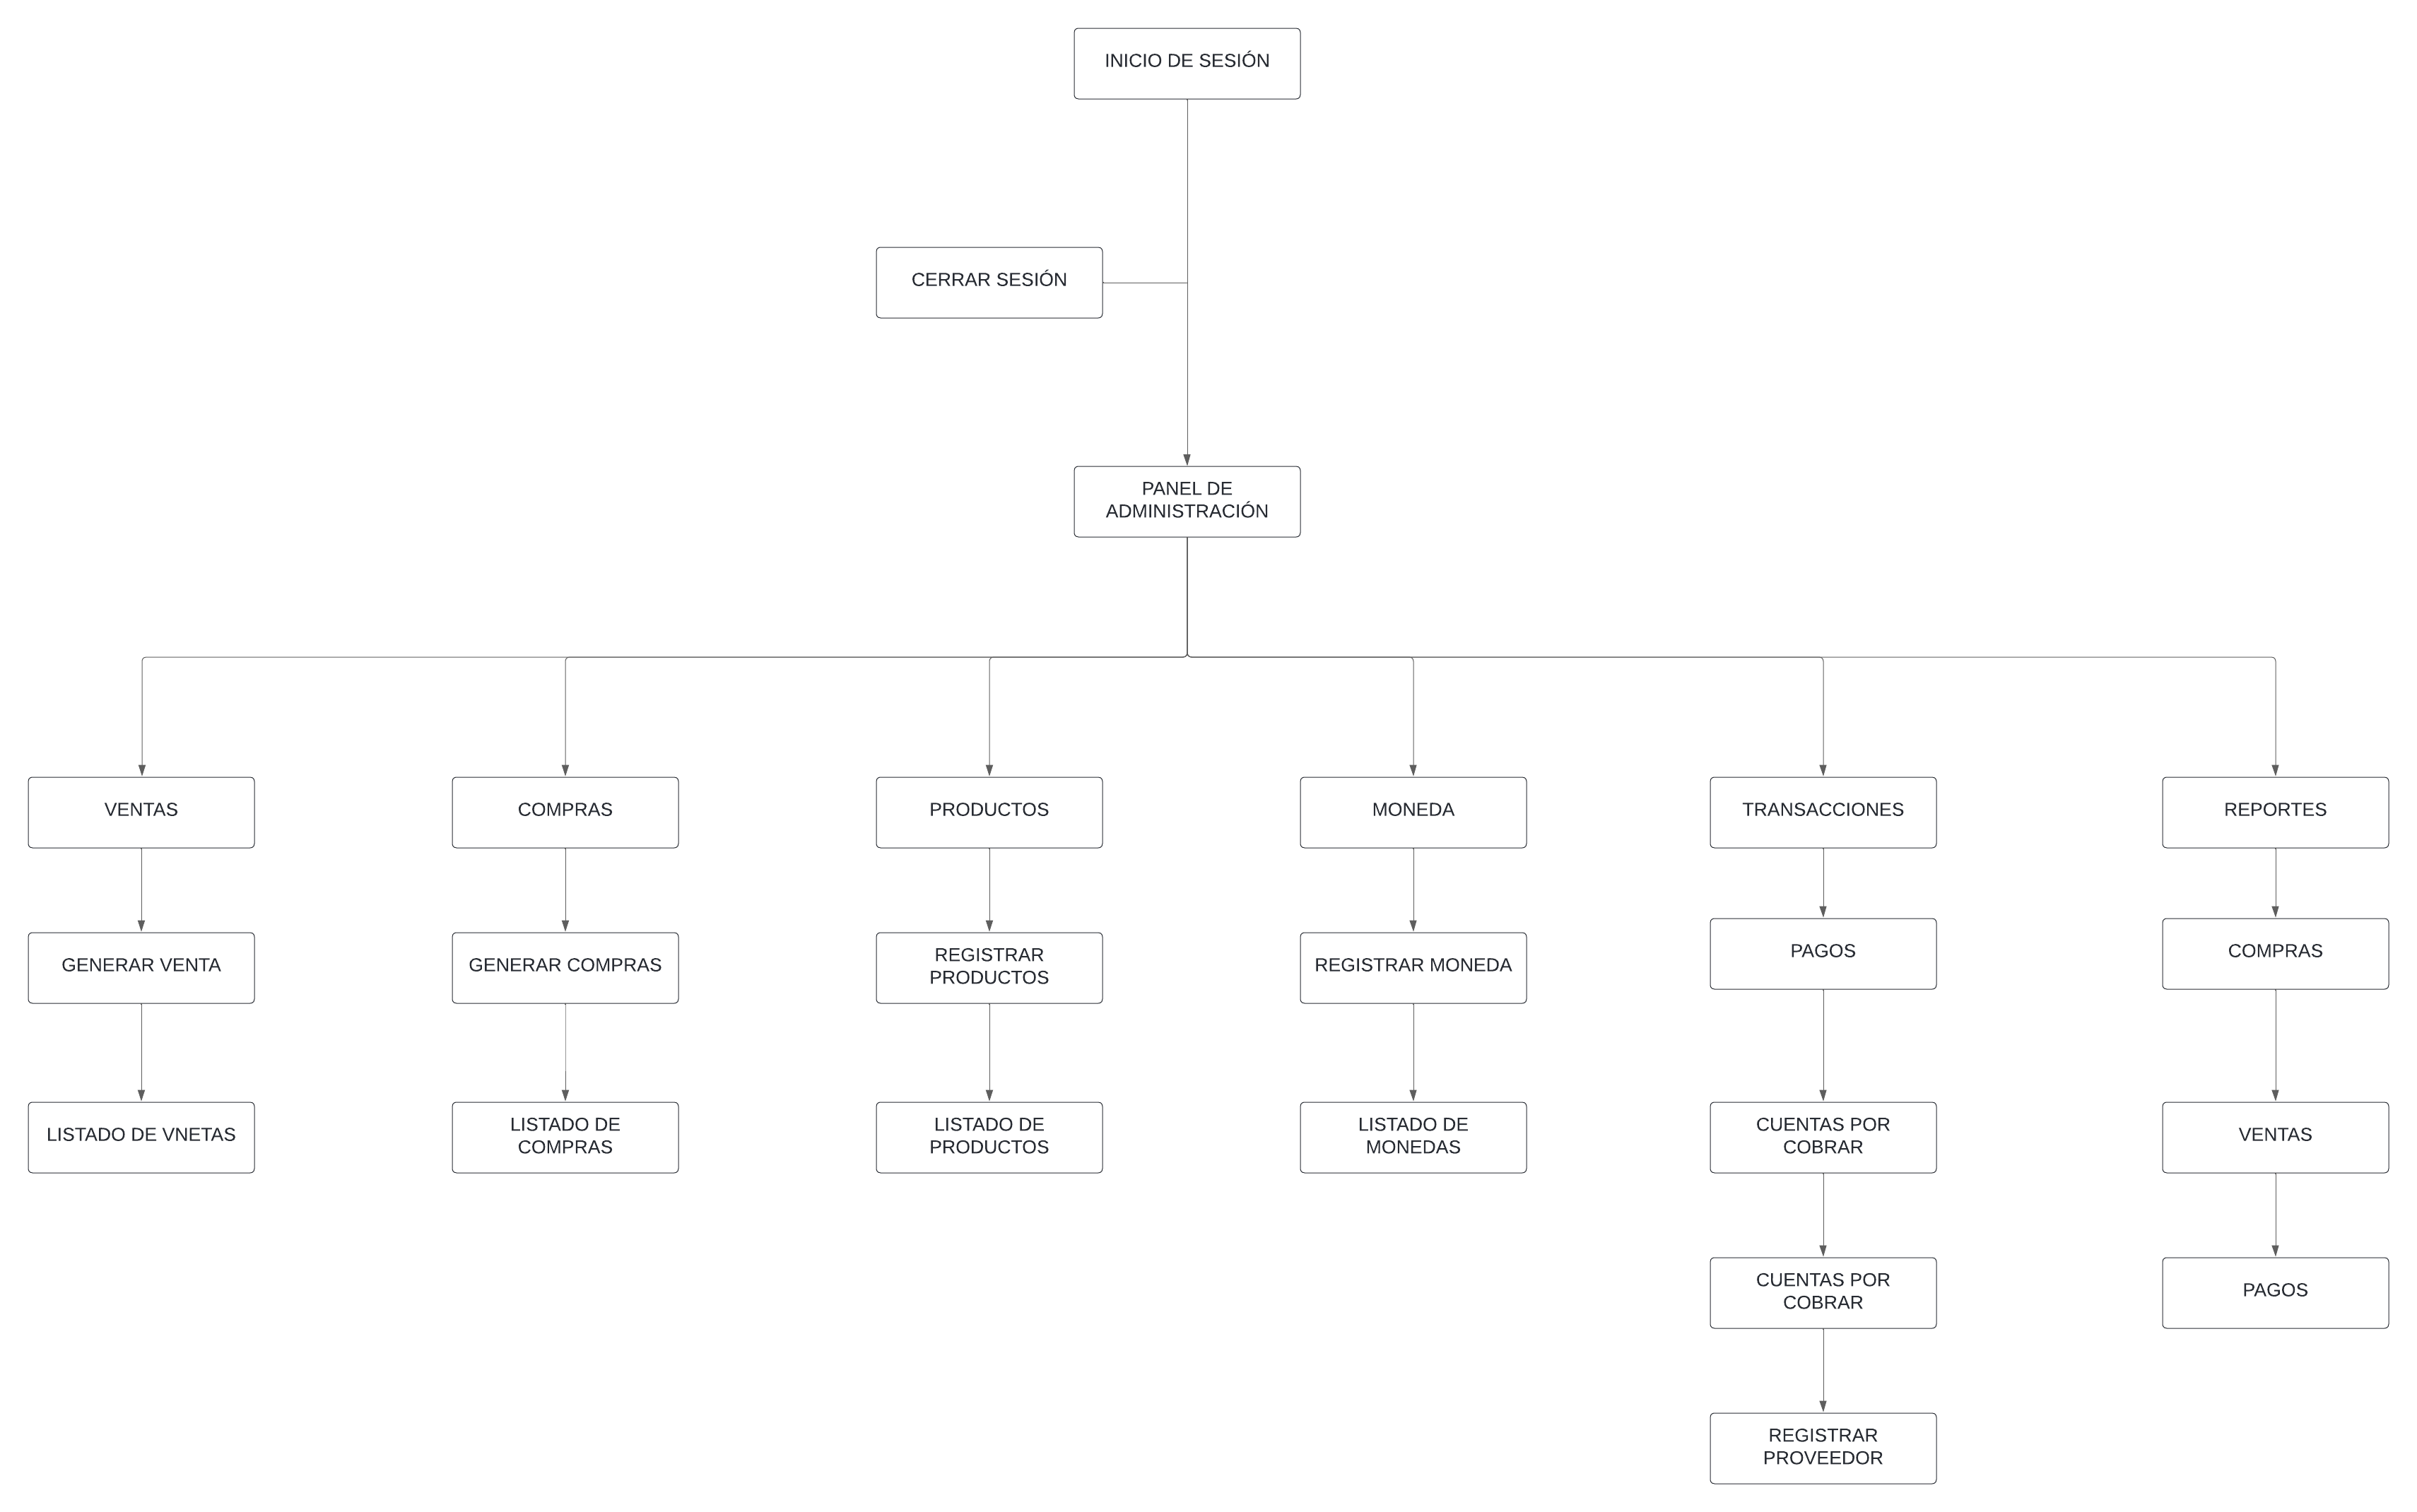 INICIO DE SESIÓN
CERRAR SESIÓN
PANEL DE
ADMINISTRACIÓN
VENTAS
COMPRAS
PRODUCTOS
MONEDA
TRANSACCIONES
REPORTES
GENERAR VENTA
GENERAR COMPRAS
REGISTRAR
PRODUCTOS
REGISTRAR MONEDA
PAGOS
COMPRAS
LISTADO DE VNETAS
LISTADO DE
COMPRAS
LISTADO DE
PRODUCTOS
LISTADO DE
MONEDAS
CUENTAS POR
COBRAR
VENTAS
CUENTAS POR
COBRAR
PAGOS
REGISTRAR
PROVEEDOR